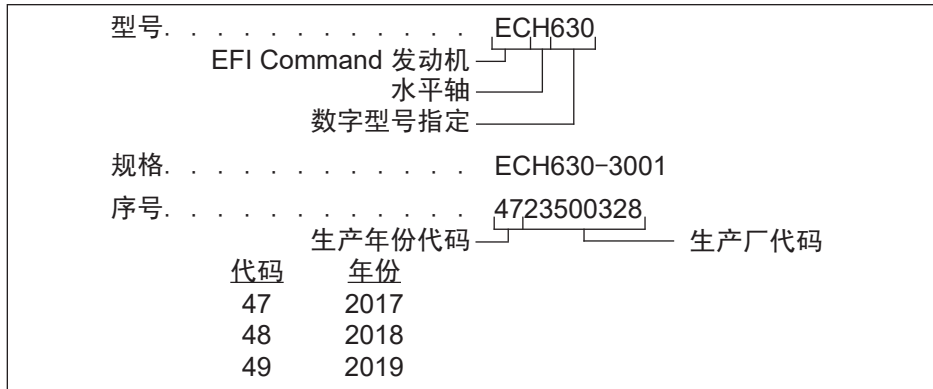 型号. . . . . . . . . . . . . ECH630
EFI Command 发动机
水平轴
数字型号指定
规格. . . . . . . . . . . . . ECH630-3001
序号. . . . . . . . . . . . . 4723500328
生产年份代码 生产厂代码
代码 年份
47 2017
48 2018
49 2019